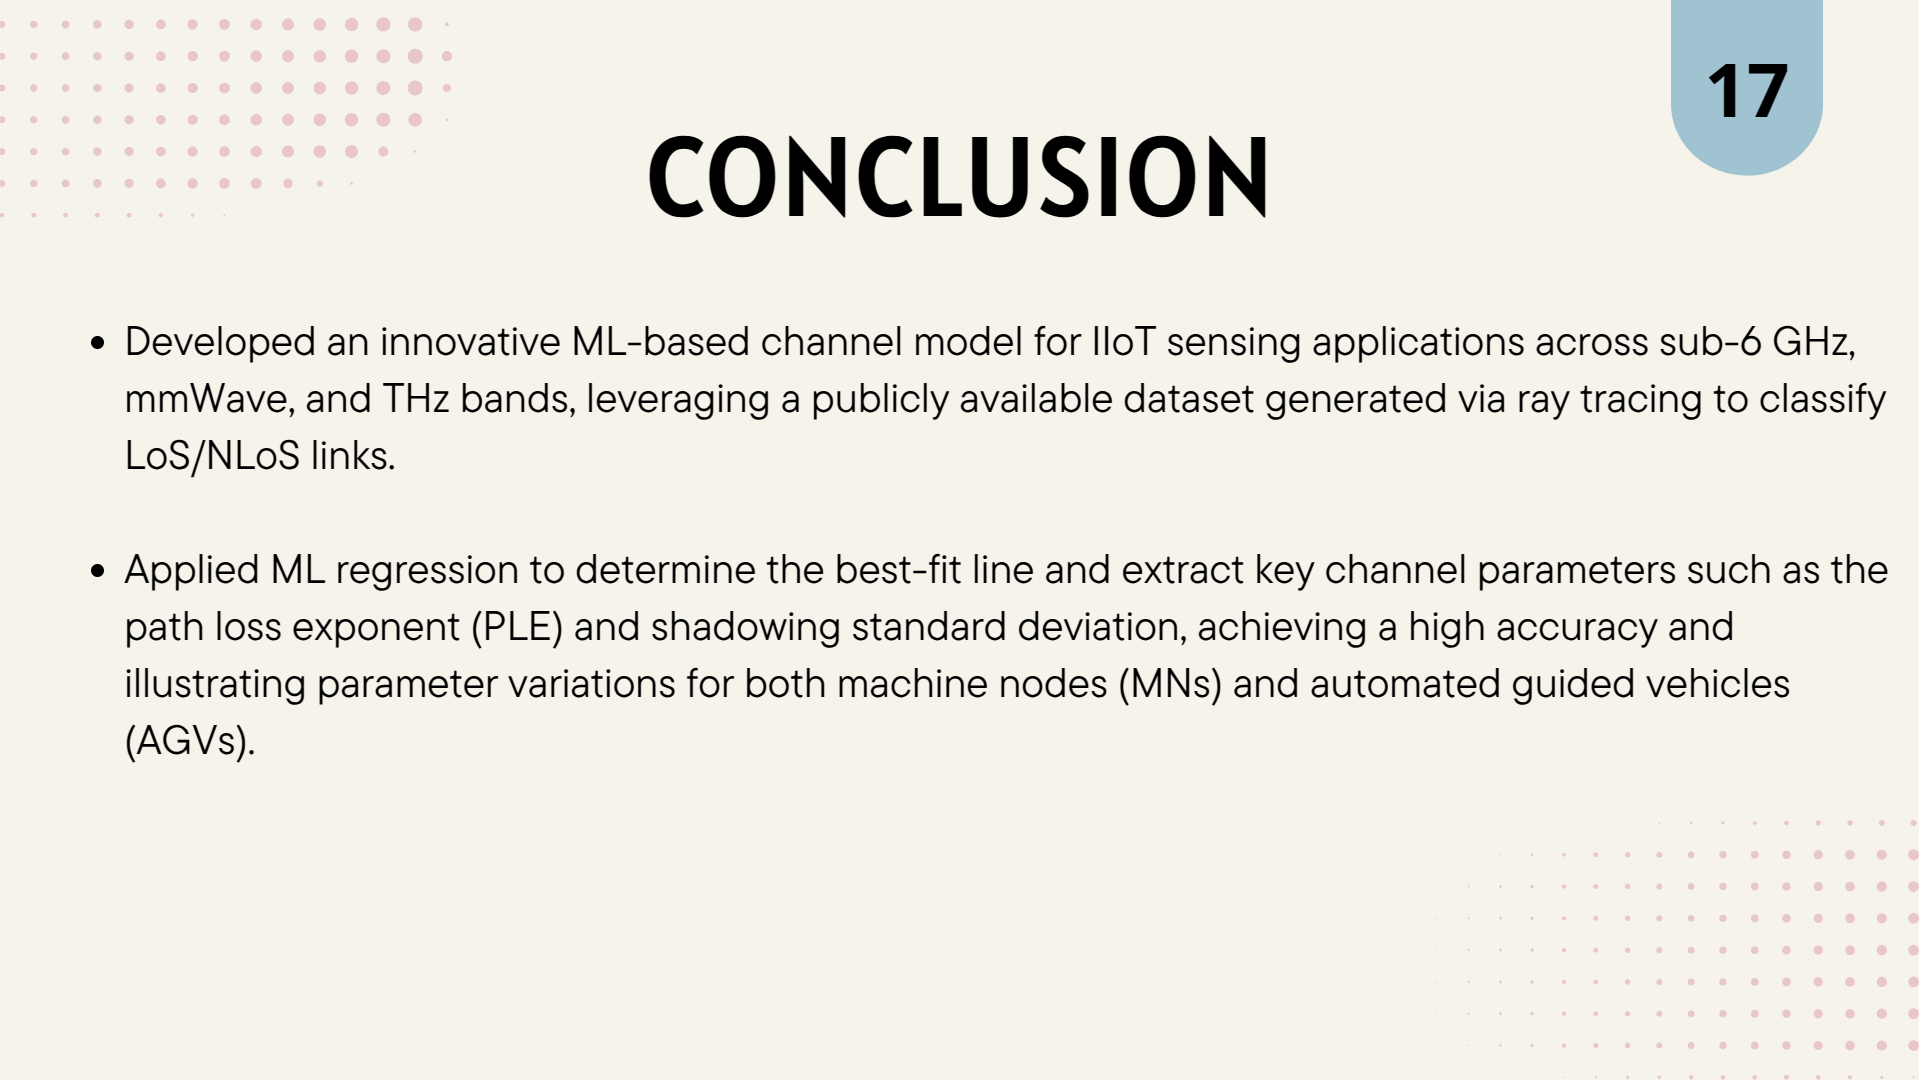 17
CONCLUSION
• Developed an innovative ML-based channel model for IIoT sensing applications across sub-6 GHz,
mmWave, and THz bands, leveraging a publicly available dataset generated via ray tracing to classify
LoS/NLoS links.
• Applied ML regression to determine the best-fit line and extract key channel parameters such as the
path loss exponent (PLE) and shadowing standard deviation, achieving a high accuracy and
illustrating parameter variations for both machine nodes (MNs) and automated guided vehicles
(AGVs).